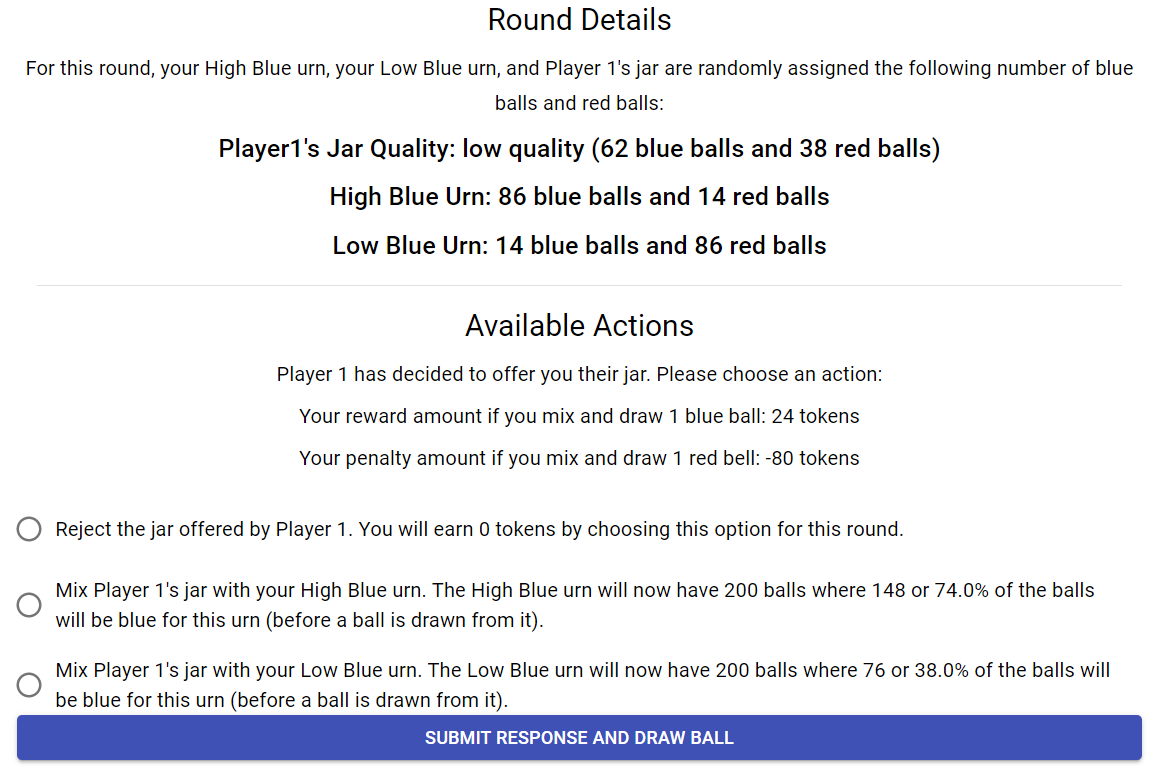 Round Details
For this round, your High Blue urn, your Low Blue urn, and Player 1's jar are randomly assigned the following number of blue
balls and red balls:
Player1's Jar Quality: low quality (62 blue balls and 38 red balls)
High Blue Urn: 86 blue balls and 14 red balls
Low Blue Urn: 14 blue balls and 86 red balls
Available Actions
Player 1 has decided to offer you their jar. Please choose an action:
Your reward amount if you mix and draw 1 blue ball: 24 tokens
Your penalty amount if you mix and draw 1 red bell: -80 tokens
Reject the jar offered by Player 1. You will earn 0 tokens by choosing this option for this round.
Mix Player 1's jar with your High Blue urn. The High Blue urn will now have 200 balls where 148 or 74.0% of the balls
will be blue for this urn (before a ball is drawn from it).
Mix Player 1's jar with your Low Blue urn. The Low Blue urn will now have 200 balls where 76 or 38.0% of the balls will
be blue for this urn (before a ball is drawn from it).
SUBMIT RESPONSE AND DRAW BALL